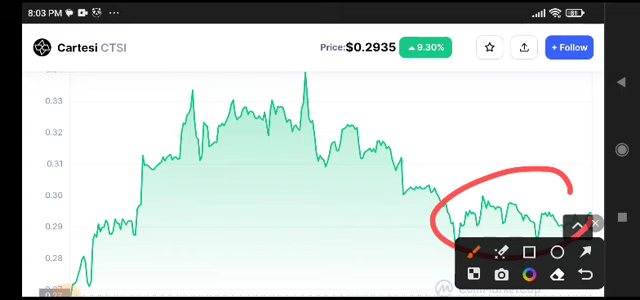 8:03 PM
81
Cartesi CTSI
Price: $0.2935
9.30%
+ Follow
0.33
0.32
0.31
0.30
0.29
0.28
CoinMarketCap